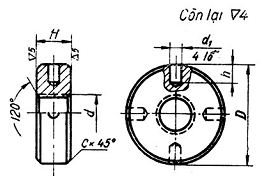 Còn lại ∇4
H
d₁
4 lỗ
∇5
∇5
h
120°
d
D
C × 45°